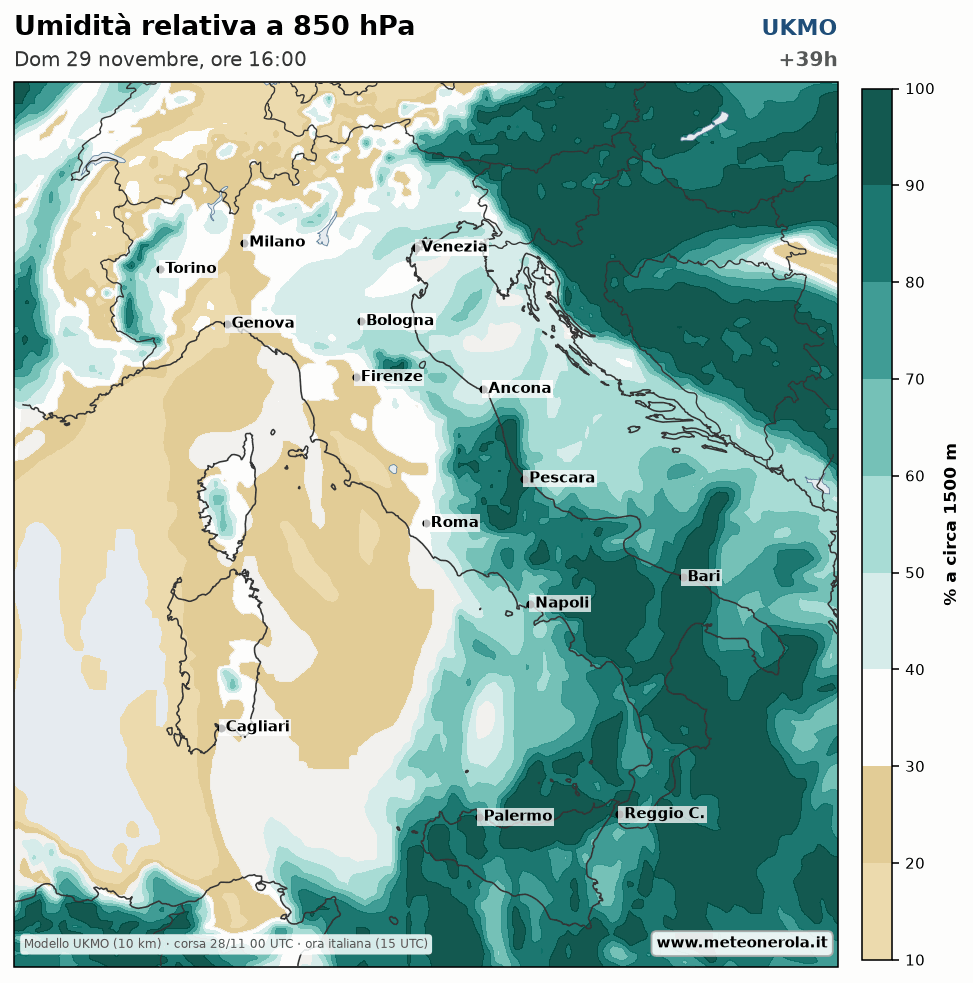 Umidità relativa a 850 hPa
UKMO
Dom 29 novembre, ore 16:00
+39h
Milano
Torino
Venezia
Genova
Bologna
Firenze
Ancona
Pescara
Roma
Bari
Napoli
Cagliari
Palermo
Reggio C.
100
90
80
70
60
50
40
30
20
10
% a circa 1500 m
Modello UKMO (10 km) · corsa 28/11 00 UTC · ora italiana (15 UTC)
www.meteonerola.it